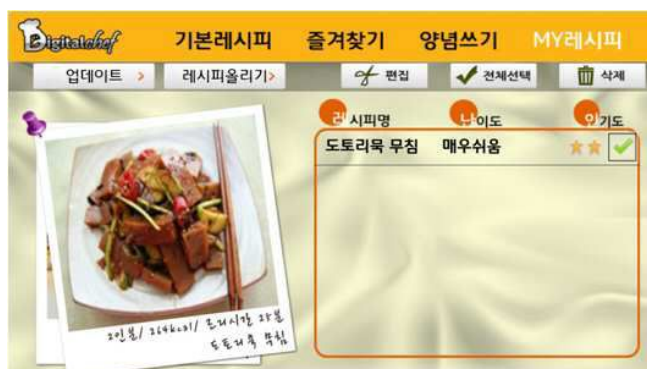 Digitalchef 기본레시피 즐겨찾기 양념쓰기 MY레시피
업데이트 > 레시피올리기> 편집 전체선택 삭제
레시피명 난이도 인기도
도토리묵 무침 매우쉬움
2인분/ 264kcal/ 조리시간 25분
도토리묵 무침